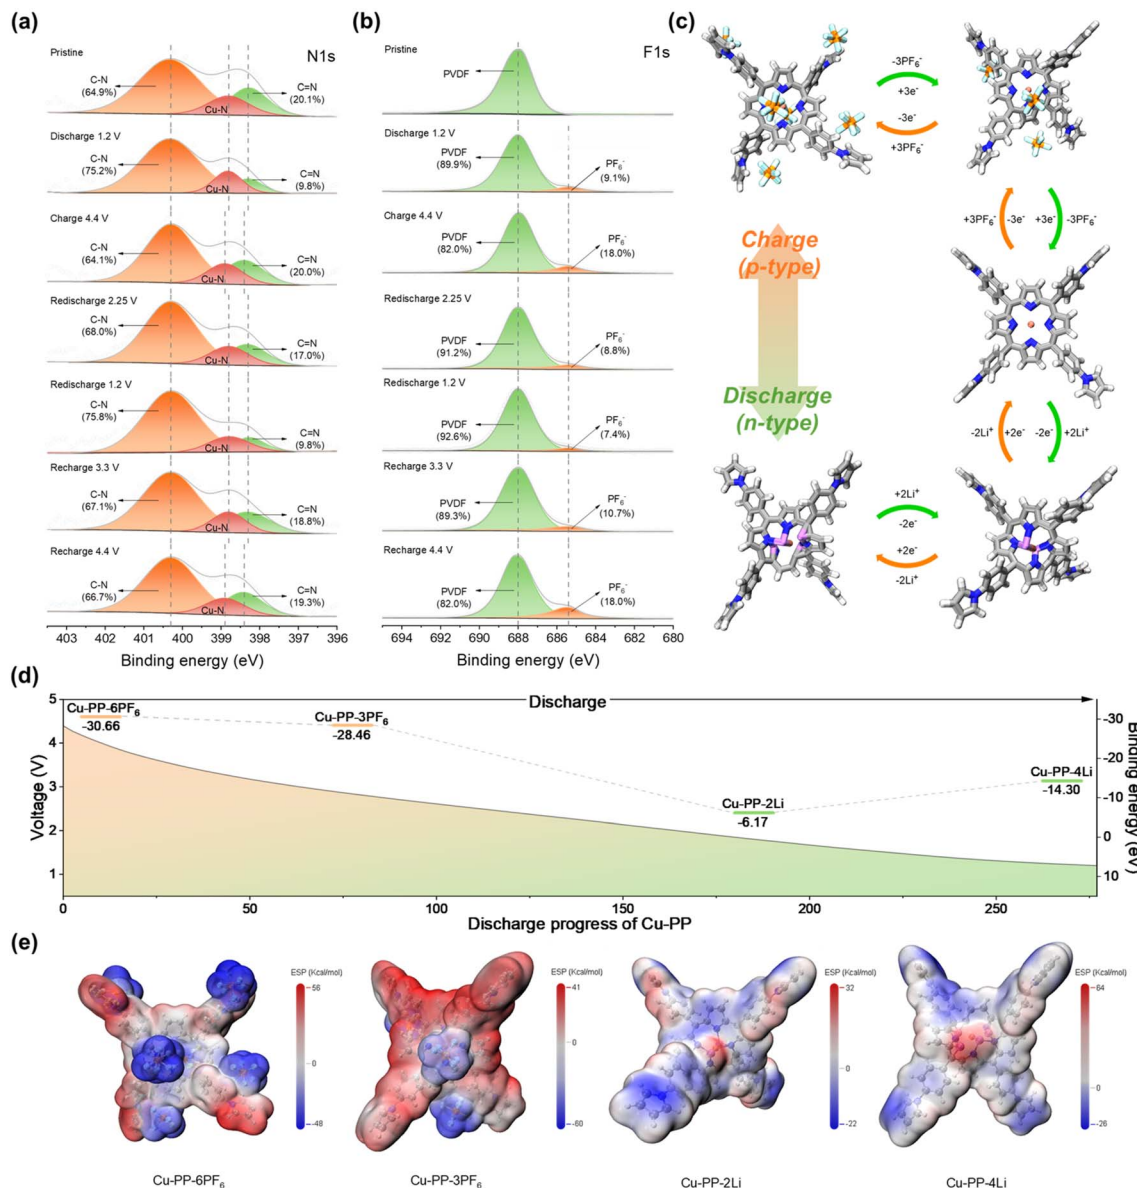 (a)
N1s
Pristine
C-N
(64.9%)
Cu-N
C=N
(20.1%)
Discharge 1.2 V
C-N
(75.2%)
Cu-N
C=N
(9.8%)
Charge 4.4 V
C-N
(64.1%)
Cu-N
C=N
(20.0%)
Redischarge 2.25 V
C-N
(68.0%)
Cu-N
C=N
(17.0%)
Redischarge 1.2 V
C-N
(75.8%)
Cu-N
C=N
(9.8%)
Recharge 3.3 V
C-N
(67.1%)
Cu-N
C=N
(18.8%)
Recharge 4.4 V
C-N
(66.7%)
Cu-N
C=N
(19.3%)
403 402 401 400 399 398 397 396
Binding energy (eV)
(b)
F1s
Pristine
PVDF
Discharge 1.2 V
PVDF
(89.9%)
PF6-
(9.1%)
Charge 4.4 V
PVDF
(82.0%)
PF6-
(18.0%)
Redischarge 2.25 V
PVDF
(91.2%)
PF6-
(8.8%)
Redischarge 1.2 V
PVDF
(92.6%)
PF6-
(7.4%)
Recharge 3.3 V
PVDF
(89.3%)
PF6-
(10.7%)
Recharge 4.4 V
PVDF
(82.0%)
PF6-
(18.0%)
694 692 690 688 686 684 682 680
Binding energy (eV)
(c)
-3PF6-
+3e-
-3e-
+3PF6-
+3PF6- -3e- +3e- -3PF6-
Charge
(p-type)
Discharge
(n-type)
-2Li+ +2e- -2e- +2Li+
+2Li+
-2e-
+2e-
-2Li+
(d)
Discharge
Cu-PP-6PF6
-30.66
Cu-PP-3PF6
-28.46
Cu-PP-2Li
-6.17
Cu-PP-4Li
-14.30
Voltage (V)
5
4
3
2
1
Binding energy (eV)
-30
-20
-10
0
10
0 50 100 150 200 250
Discharge progress of Cu-PP
(e)
ESP (Kcal/mol)
56
0
-48
Cu-PP-6PF6
ESP (Kcal/mol)
41
0
-60
Cu-PP-3PF6
ESP (Kcal/mol)
32
0
-22
Cu-PP-2Li
ESP (Kcal/mol)
64
0
-26
Cu-PP-4Li